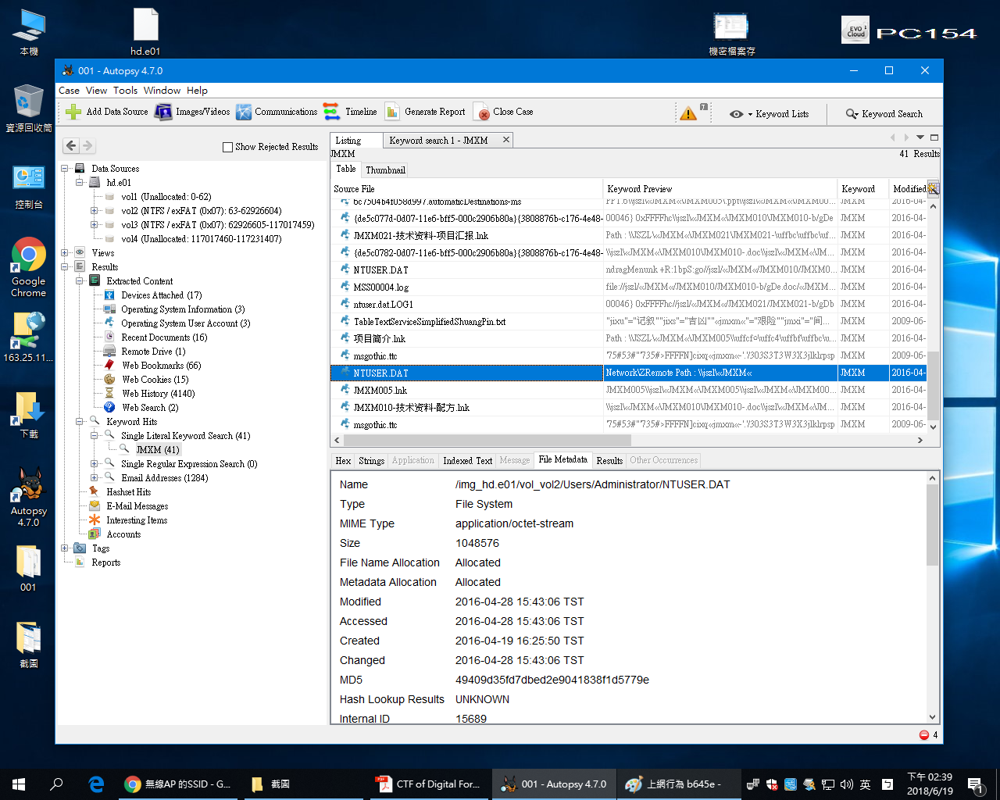 本機
hd.e01
機密檔案存
EVO Cloud
PC154
資源回收筒
控制台
Google Chrome
163.25.11...
下載
Autopsy 4.7.0
001
截圖
001 - Autopsy 4.7.0
Case View Tools Window Help
Add Data Source Images/Videos Communications Timeline Generate Report Close Case
7
Keyword Lists Keyword Search
Show Rejected Results
Data Sources
hd.e01
vol1 (Unallocated: 0-62)
vol2 (NTFS / exFAT (0x07): 63-62926604)
vol3 (NTFS / exFAT (0x07): 62926605-117017459)
vol4 (Unallocated: 117017460-117231407)
Views
Results
Extracted Content
Devices Attached (17)
Operating System Information (3)
Operating System User Account (3)
Recent Documents (16)
Remote Drive (1)
Web Bookmarks (66)
Web Cookies (15)
Web History (4140)
Web Search (2)
Keyword Hits
Single Literal Keyword Search (41)
JMXM (41)
Single Regular Expression Search (0)
Email Addresses (1284)
Hashset Hits
E-Mail Messages
Interesting Items
Accounts
Tags
Reports
Listing Keyword search 1 - JMXM
JMXM 41 Results
Table Thumbnail
Source File Keyword Preview Keyword Modified
{de5c077d-0d07-11e6-bff5-000c2906b80a}{3808876b-c176-4e48- 00046} 0xFFFFhc\\jszl\«JMXM«\JMXM010\JMXM010-b/gDe JMXM 2016-04-
JMXM021-技术资料-项目汇报.lnk Path : \\JSZL\«JMXM«\JMXM021\JMXM021-\uffbc\uffbc\uf... JMXM 2016-04-
{de5c0782-0d07-11e6-bff5-000c2906b80a}{3808876b-c176-4e48- \\jszl\«JMXM«\JMXM010\JMXM010-.doc\\jszl\«JMXM«\JM... JMXM 2016-04-
NTUSER.DAT ndragMenunk +R:1bpS:go//jszl/«JMXM«/JMXM010/JMXM010- JMXM 2016-04-
MSS00004.log file://jszl/«JMXM«/JMXM010/JMXM010-b/gDe.doc/«JMXM... JMXM 2016-04-
ntuser.dat.LOG1 00046} 0xFFFFhc//jszl/«JMXM«/JMXM021/JMXM021-b/gDb JMXM 2016-04-
TableTextServiceSimplifiedShuangPin.txt "jixu"="记叙""jixs"="吉凶""«jmxm«"="艰险""jmxi"="间... JMXM 2009-06-
项目简介.lnk Path : \\JSZL\«JMXM«\JMXM005\\uffcf¤\uffc4\uffbf\uffbc\u... JMXM 2016-04-
msgothic.ttc 75#53#"735#>FFFFN]cixq«jmxm«~'.'/303S3T3W3X3jlklrpsp JMXM 2009-06-
NTUSER.DAT Network\ZRemote Path : \\jszl\«JMXM« JMXM 2016-04-
JMXM005.lnk JMXM005\\jszl\«JMXM«\JMXM005\\jszl\«JMXM«\JMXM00... JMXM 2016-04-
JMXM010-技术资料-配方.lnk \\jszl\«JMXM«\JMXM010\JMXM010-.doc\\jszl\«JMXM«\JM... JMXM 2016-04-
msgothic.ttc 75#53#"735#>FFFFN]cixq«jmxm«~'.'/303S3T3W3X3jlklrpsp JMXM 2009-06-
Hex Strings Application Indexed Text Message File Metadata Results Other Occurrences
Name /img_hd.e01/vol_vol2/Users/Administrator/NTUSER.DAT
Type File System
MIME Type application/octet-stream
Size 1048576
File Name Allocation Allocated
Metadata Allocation Allocated
Modified 2016-04-28 15:43:06 TST
Accessed 2016-04-28 15:43:06 TST
Created 2016-04-19 16:25:50 TST
Changed 2016-04-28 15:43:06 TST
MD5 49409d35fd7dbed2e9041838f1d5779e
Hash Lookup Results UNKNOWN
Internal ID 15689
4
無線AP 的SSID - G...
截圖
CTF of Digital For...
001 - Autopsy 4.7.0
上網行為 b645e -
英
下午 02:39
2018/6/19
1